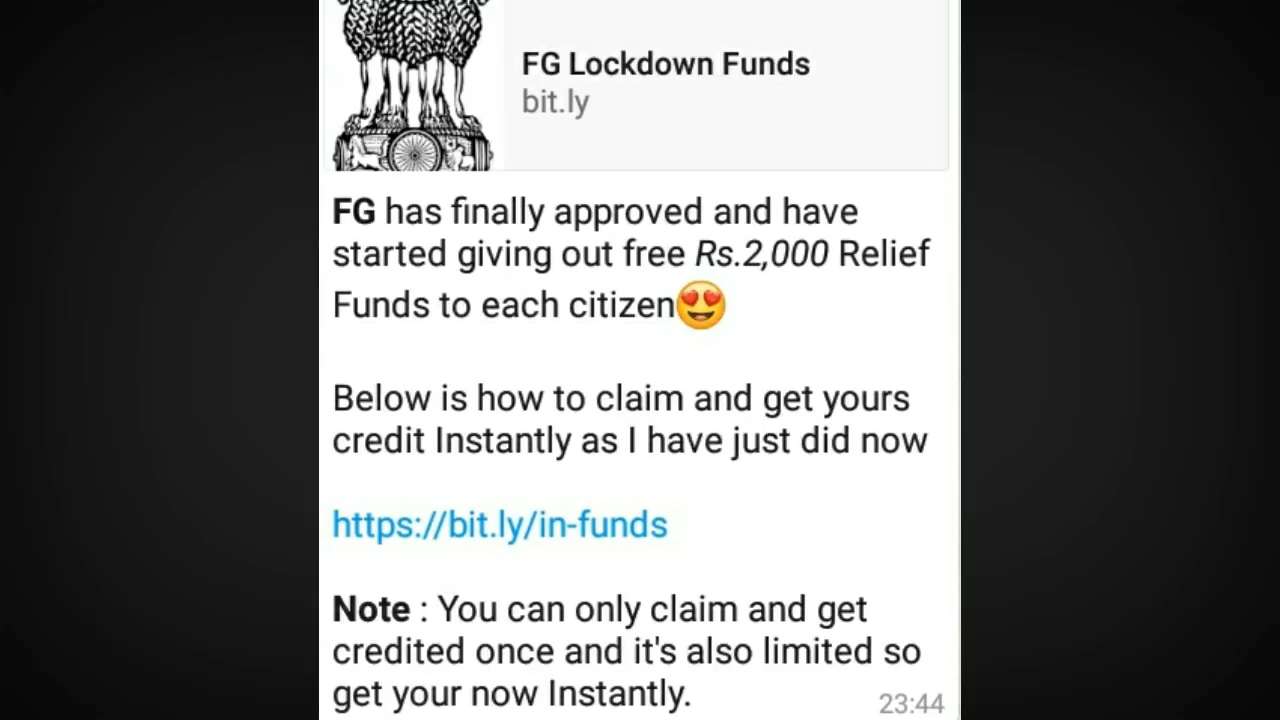 FG Lockdown Funds
bit.ly
FG has finally approved and have
started giving out free Rs.2,000 Relief
Funds to each citizen😍
Below is how to claim and get yours
credit Instantly as I have just did now
https://bit.ly/in-funds
Note : You can only claim and get
credited once and it's also limited so
get your now Instantly.
23:44